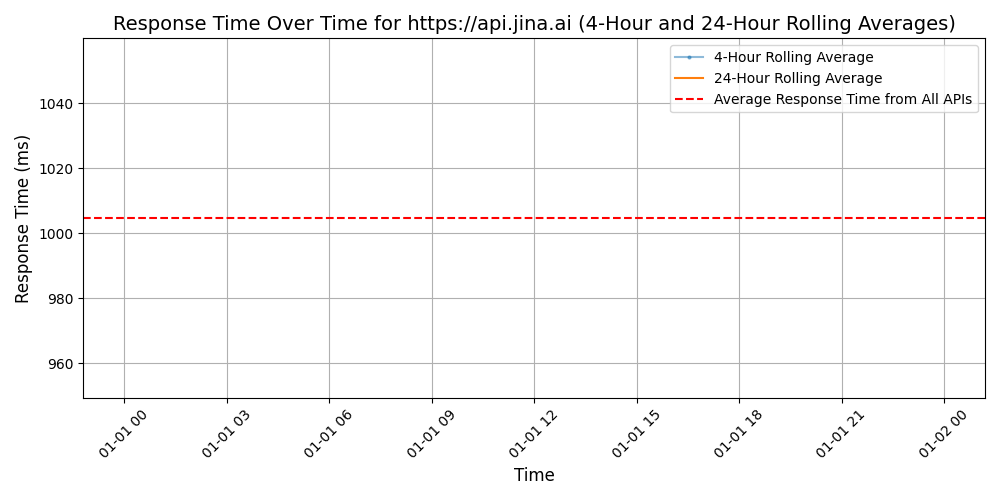 Response Time Over Time for https://api.jina.ai (4-Hour and 24-Hour Rolling Averages)
4-Hour Rolling Average
24-Hour Rolling Average
Average Response Time from All APIs
Response Time (ms)
1040
1020
1000
980
960
01-01 00
01-01 03
01-01 06
01-01 09
01-01 12
01-01 15
01-01 18
01-01 21
01-02 00
Time